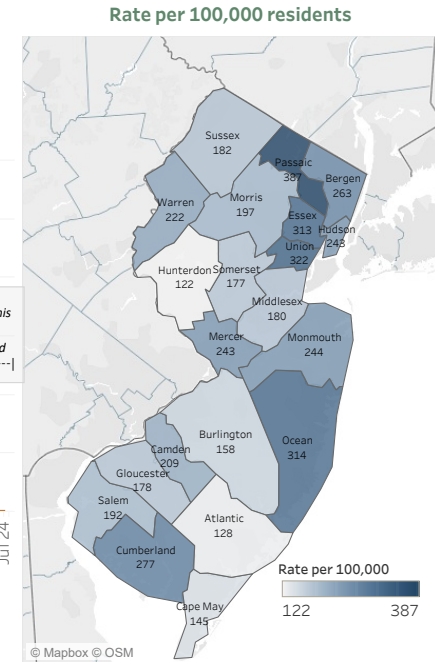 Rate per 100,000 residents
Sussex
182
Passaic
387
Bergen
263
Warren
222
Morris
197
Essex
313
Hudson
243
Union
322
Hunterdon
122
Somerset
177
Middlesex
180
his
d
---|
Mercer
243
Monmouth
244
Burlington
158
Ocean
314
Camden
209
Gloucester
178
Salem
192
Atlantic
128
Jul 24
Cumberland
277
Rate per 100,000
122
387
Cape May
145
© Mapbox © OSM